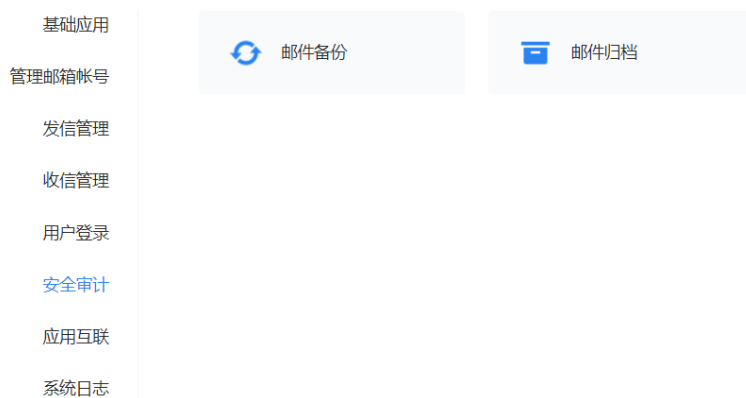 基础应用
管理邮箱帐号
发信管理
收信管理
用户登录
安全审计
应用互联
系统日志
邮件备份
邮件归档